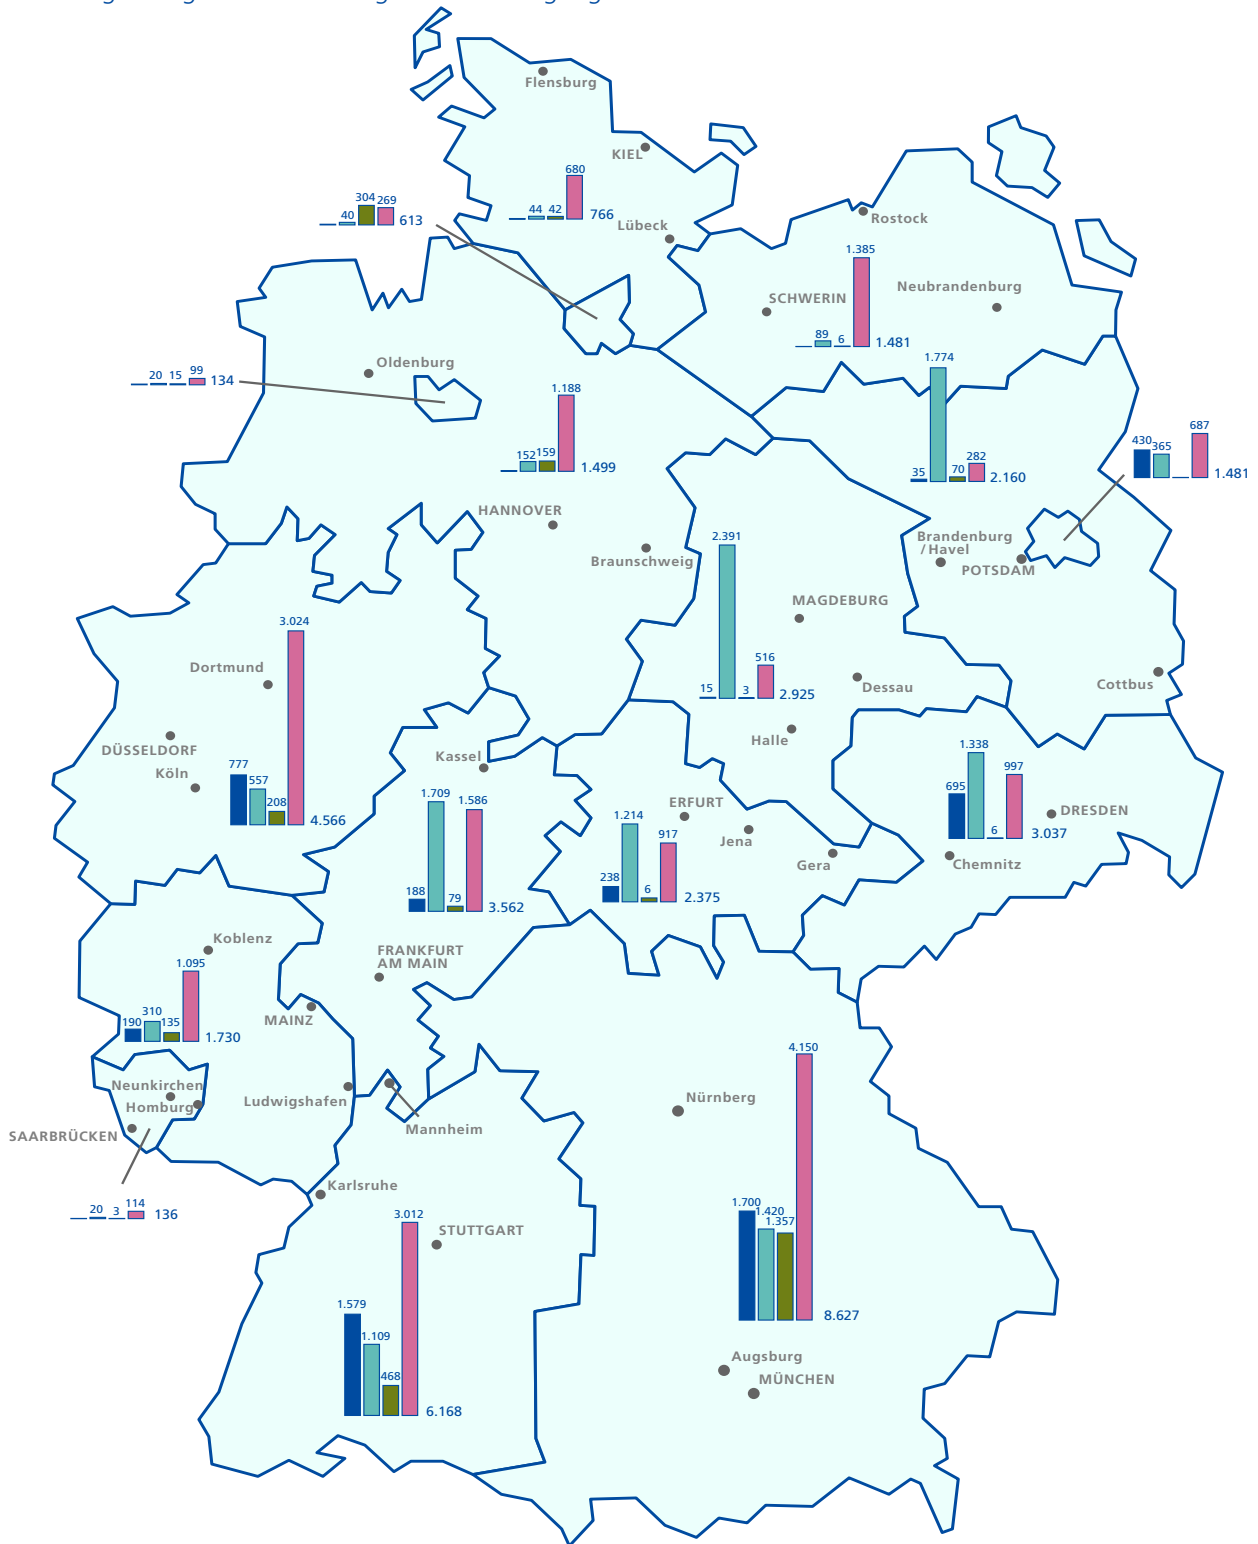 Flensburg
KIEL
680
304
269
44
42
40
766
613
Lübeck
Rostock
1.385
Neubrandenburg
SCHWERIN
89
6
1.481
1.774
Oldenburg
99
20
15
134
1.188
687
430
365
282
152
159
35
70
1.499
2.160
1.481
HANNOVER
Brandenburg
/Havel
2.391
Braunschweig
POTSDAM
MAGDEBURG
3.024
516
Dortmund
15
3
2.925
Dessau
Cottbus
Halle
DÜSSELDORF
1.338
Kassel
777
Köln
997
557
695
1.709
1.586
ERFURT
208
4.566
1.214
DRESDEN
6
3.037
917
Jena
Gera
Chemnitz
238
188
79
6
2.375
3.562
Koblenz
FRANKFURT
AM MAIN
1.095
310
190
135
MAINZ
1.730
4.150
Neunkirchen
Ludwigshafen
Homburg
Nürnberg
Mannheim
SAARBRÜCKEN
Karlsruhe
114
20
3
136
1.700
1.420
3.012
1.357
STUTTGART
1.579
8.627
1.109
Augsburg
468
MÜNCHEN
6.168